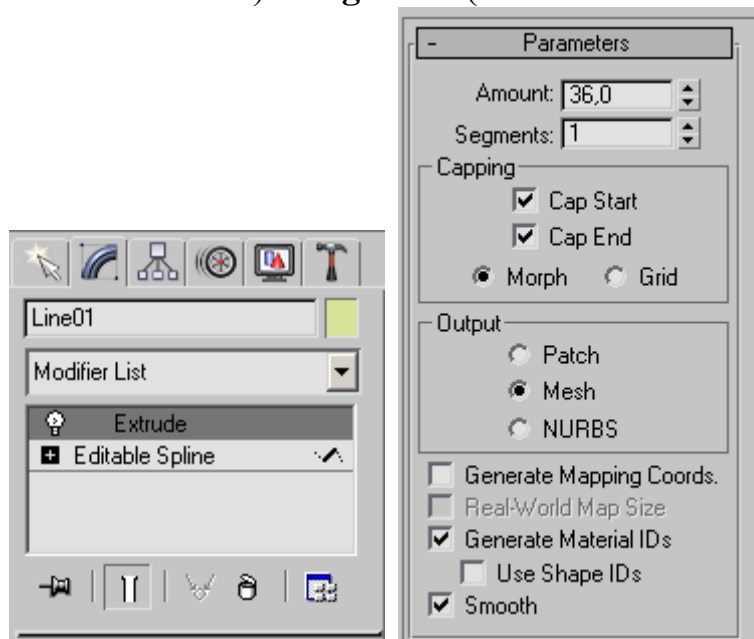 Parameters
Amount: 36,0
Segments: 1
Capping
Cap Start
Cap End
Morph Grid
Output
Patch
Mesh
NURBS
Generate Mapping Coords.
Real-World Map Size
Generate Material IDs
Use Shape IDs
Smooth
Line01
Modifier List
Extrude
Editable Spline